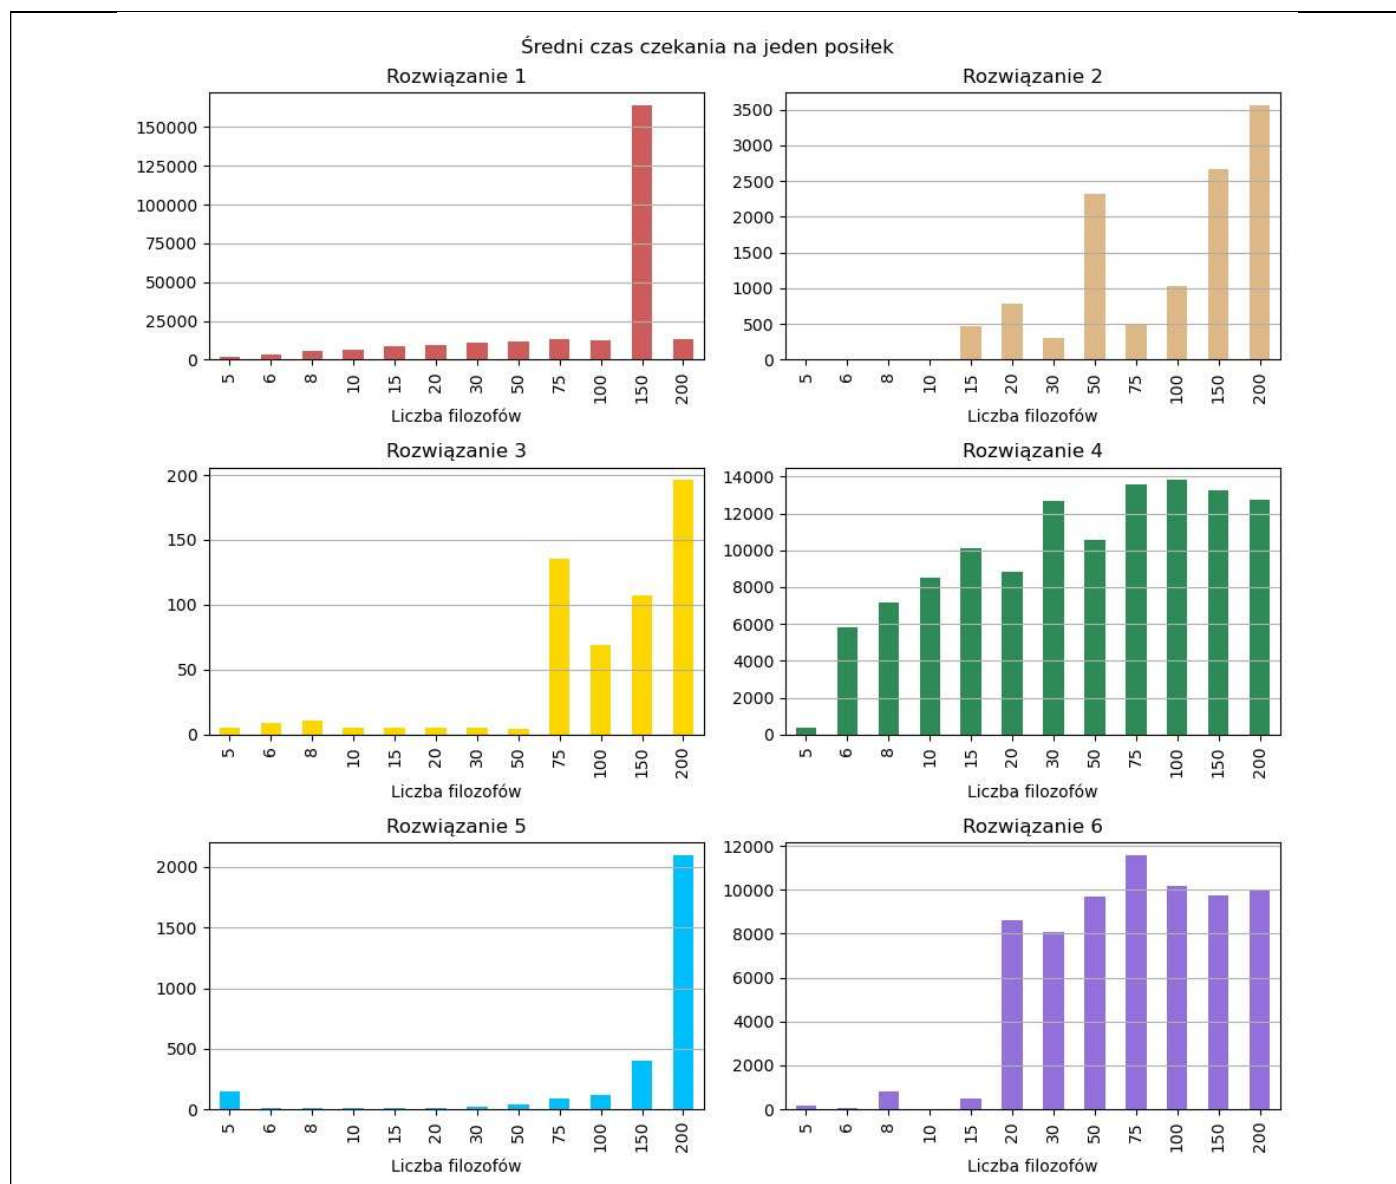 Średni czas czekania na jeden posiłek
Rozwiązanie 1
150000
125000
100000
75000
50000
25000
0
5 6 8 10 15 20 30 50 75 100 150 200
Liczba filozofów
Rozwiązanie 2
3500
3000
2500
2000
1500
1000
500
0
5 6 8 10 15 20 30 50 75 100 150 200
Liczba filozofów
Rozwiązanie 3
200
150
100
50
0
5 6 8 10 15 20 30 50 75 100 150 200
Liczba filozofów
Rozwiązanie 4
14000
12000
10000
8000
6000
4000
2000
0
5 6 8 10 15 20 30 50 75 100 150 200
Liczba filozofów
Rozwiązanie 5
2000
1500
1000
500
0
5 6 8 10 15 20 30 50 75 100 150 200
Liczba filozofów
Rozwiązanie 6
12000
10000
8000
6000
4000
2000
0
5 6 8 10 15 20 30 50 75 100 150 200
Liczba filozofów